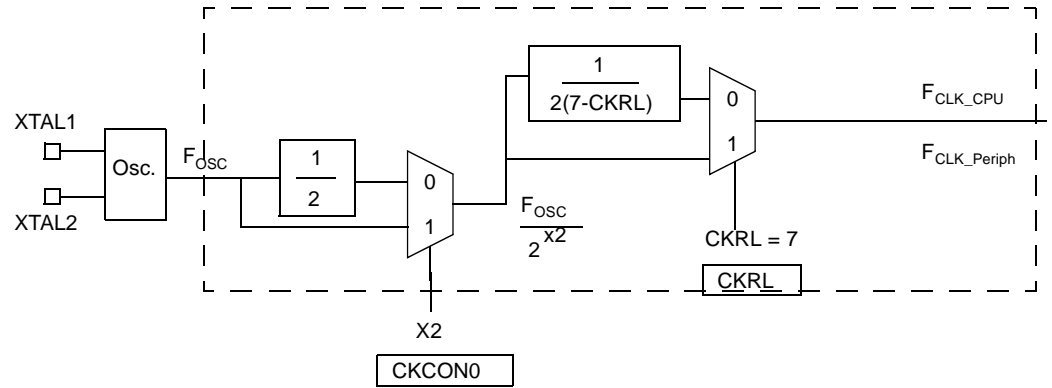 1
2(7-CKRL)
0
1
F_CLK_CPU
F_CLK_Periph
XTAL1
XTAL2
Osc.
F_OSC
1
2
0
1
F_OSC
2^x2
CKRL = 7
CKRL
X2
CKCON0